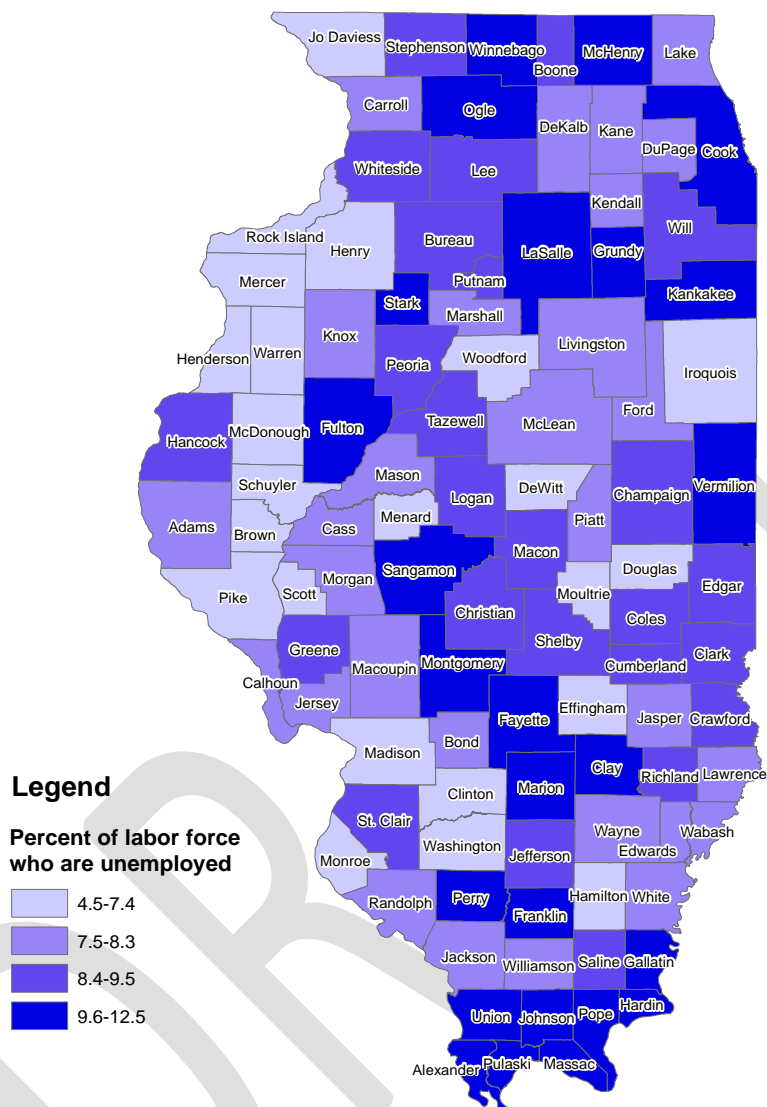 Jo Daviess
Stephenson
Winnebago
Boone
McHenry
Lake
Carroll
Ogle
DeKalb
Kane
DuPage
Cook
Whiteside
Lee
Kendall
Will
Rock Island
Henry
Bureau
LaSalle
Grundy
Mercer
Putnam
Kankakee
Stark
Marshall
Knox
Livingston
Henderson
Warren
Peoria
Woodford
Iroquois
Ford
Hancock
McDonough
Fulton
Tazewell
McLean
Mason
Schuyler
Logan
DeWitt
Champaign
Vermilion
Adams
Brown
Cass
Menard
Piatt
Macon
Sangamon
Morgan
Scott
Pike
Douglas
Moultrie
Edgar
Christian
Coles
Shelby
Greene
Macoupin
Montgomery
Cumberland
Clark
Calhoun
Jersey
Fayette
Effingham
Jasper
Crawford
Madison
Bond
Clay
Richland
Lawrence
Clinton
Marion
St. Clair
Washington
Wayne
Edwards
Wabash
Monroe
Jefferson
Randolph
Perry
Franklin
Hamilton
White
Jackson
Williamson
Saline
Gallatin
Union
Johnson
Pope
Hardin
Alexander
Pulaski
Massac
Legend
Percent of labor force
who are unemployed
4.5-7.4
7.5-8.3
8.4-9.5
9.6-12.5